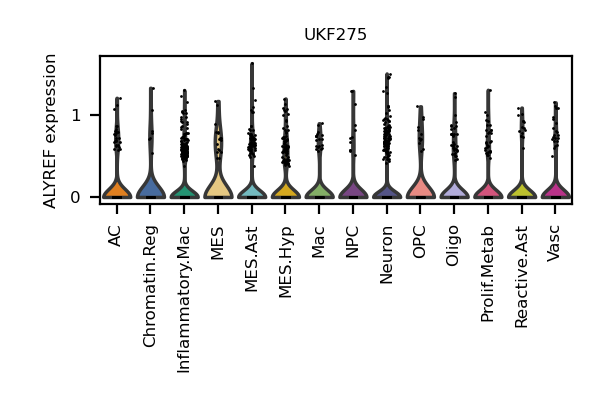 UKF275
ALYREF expression
1
0
AC
Chromatin.Reg
Inflammatory.Mac
MES
MES.Ast
MES.Hyp
Mac
NPC
Neuron
OPC
Oligo
Prolif.Metab
Reactive.Ast
Vasc